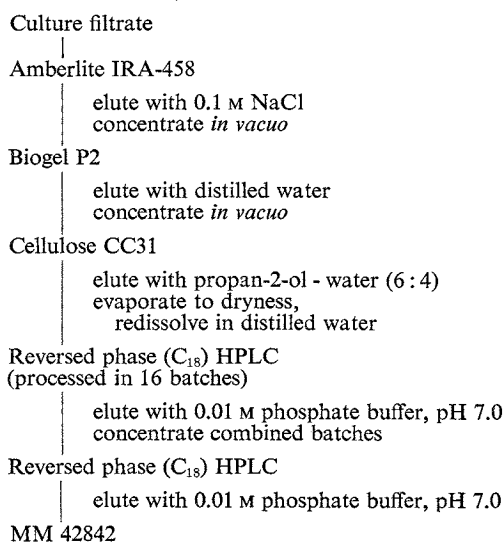 Culture filtrate
Amberlite IRA-458
elute with 0.1 M NaCl
concentrate in vacuo
Biogel P2
elute with distilled water
concentrate in vacuo
Cellulose CC31
elute with propan-2-ol - water (6 : 4)
evaporate to dryness,
redissolve in distilled water
Reversed phase (C₁₈) HPLC
(processed in 16 batches)
elute with 0.01 M phosphate buffer, pH 7.0
concentrate combined batches
Reversed phase (C₁₈) HPLC
elute with 0.01 M phosphate buffer, pH 7.0
MM 42842